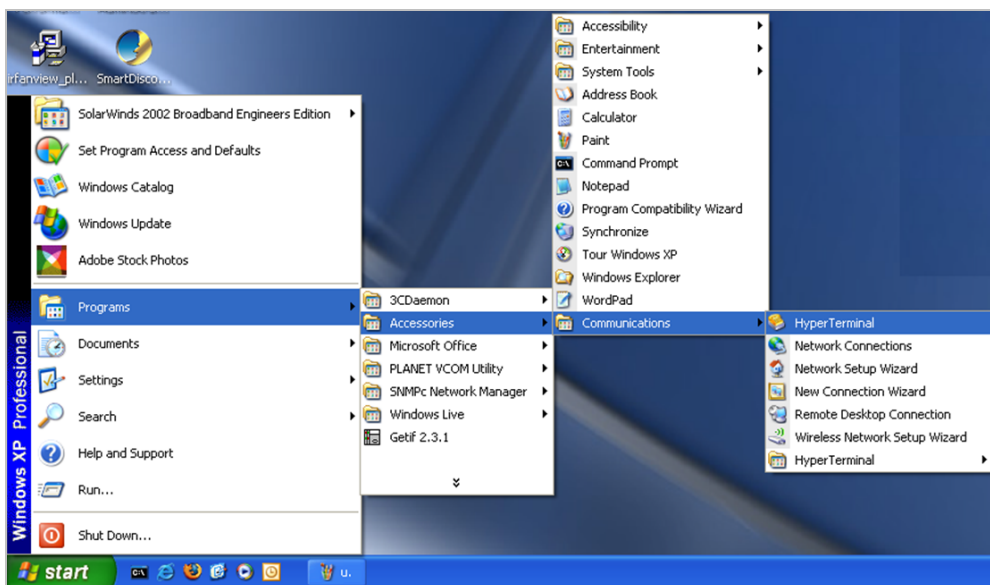 irfanview_pl...
SmartDisco...
SolarWinds 2002 Broadband Engineers Edition
Set Program Access and Defaults
Windows Catalog
Windows Update
Adobe Stock Photos
Programs
Documents
Settings
Search
Help and Support
Run...
Shut Down...
Windows XP Professional
3CDaemon
Accessories
Microsoft Office
PLANET VCOM Utility
SNMPc Network Manager
Windows Live
Getif 2.3.1
Accessibility
Entertainment
System Tools
Address Book
Calculator
Paint
Command Prompt
Notepad
Program Compatibility Wizard
Synchronize
Tour Windows XP
Windows Explorer
WordPad
Communications
HyperTerminal
Network Connections
Network Setup Wizard
New Connection Wizard
Remote Desktop Connection
Wireless Network Setup Wizard
HyperTerminal
start
u.